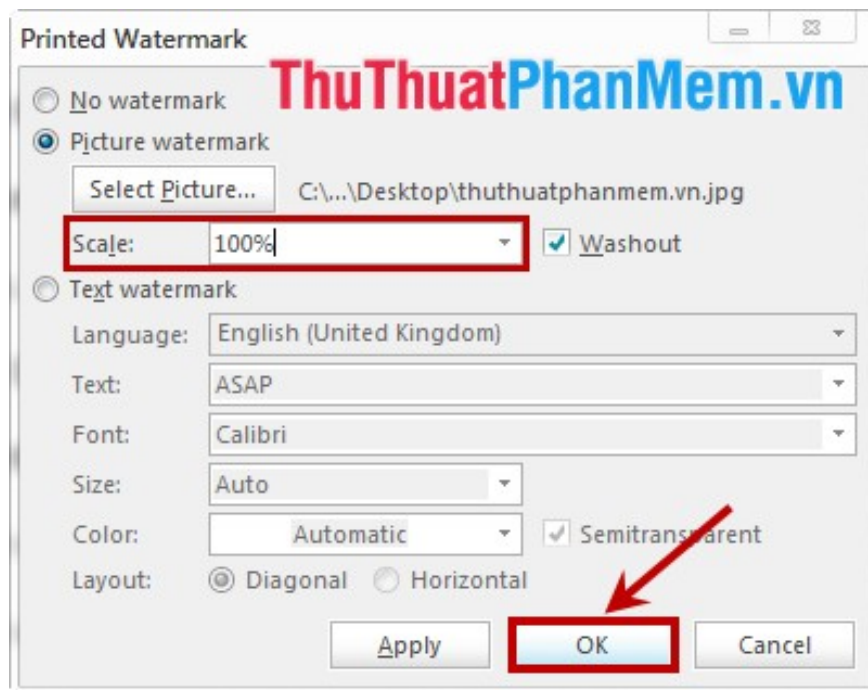 Printed Watermark
ThuThuatPhanMem.vn
No watermark
Picture watermark
Select Picture... C:\...\Desktop\thuthuatphanmem.vn.jpg
Scale: 100% Washout
Text watermark
Language: English (United Kingdom)
Text: ASAP
Font: Calibri
Size: Auto
Color: Automatic Semitransparent
Layout: Diagonal Horizontal
Apply OK Cancel